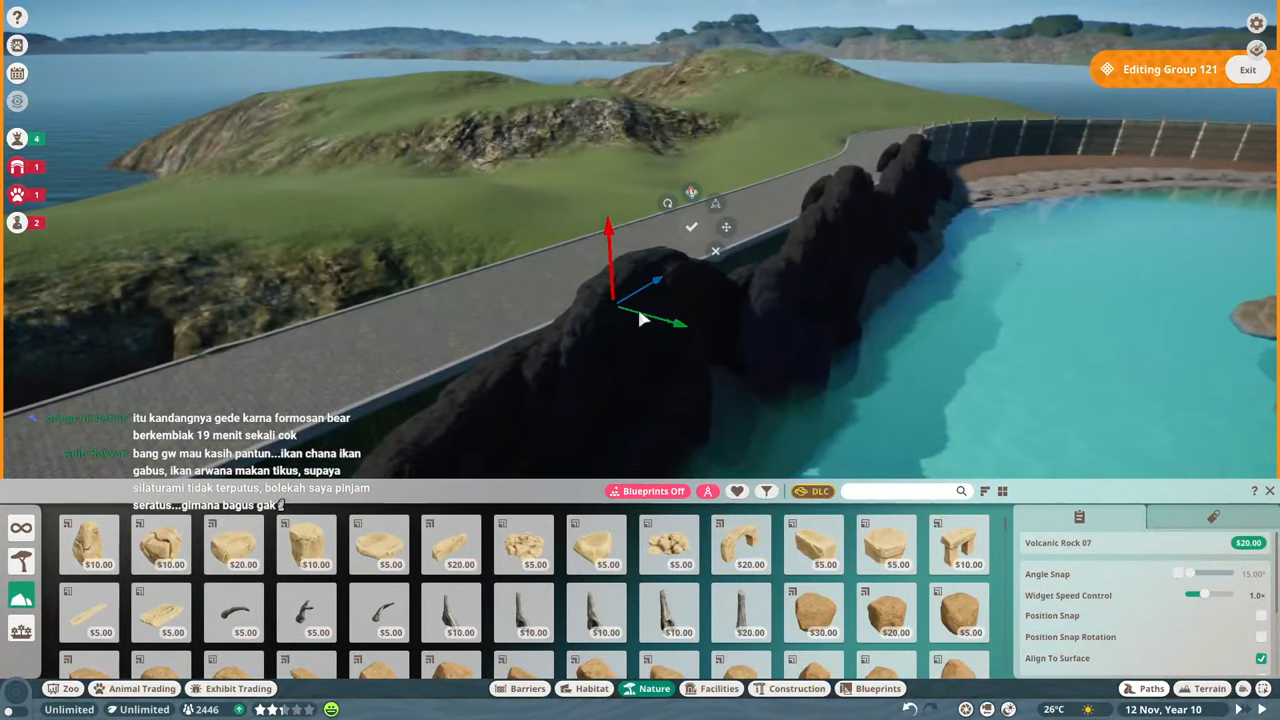 ?
Editing Group 121
Exit
4
1
1
2
itu kandangnya gede karna formosan bear
berkembiak 19 menit sekali cok
bang gw mau kasih pantun...ikan chana ikan
gabus, ikan arwana makan tikus, supaya
silaturami tidak terputus, bolekah saya pinjam
seratus...gimana bagus gak
Blueprints Off
DLC
?
$10.00 $10.00 $20.00 $10.00 $5.00 $20.00 $5.00 $5.00 $5.00 $20.00 $5.00 $5.00 $10.00
$5.00 $5.00 $5.00 $5.00 $5.00 $10.00 $10.00 $10.00 $10.00 $20.00 $30.00 $20.00 $5.00
Volcanic Rock 07 $20.00
Angle Snap 15.00°
Widget Speed Control 1.0×
Position Snap
Position Snap Rotation
Align To Surface
Zoo Animal Trading Exhibit Trading Barriers Habitat Nature Facilities Construction Blueprints Paths Terrain
Unlimited Unlimited 2446 26°C 12 Nov, Year 10